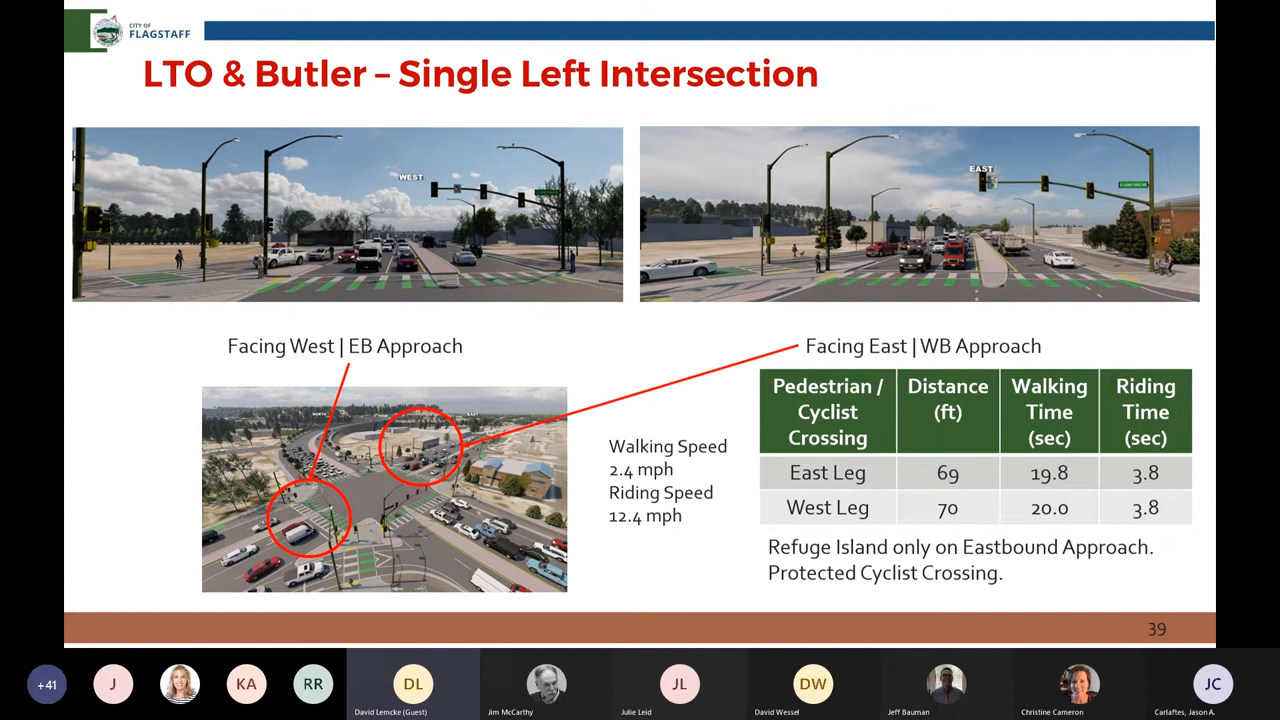 CITY OF
FLAGSTAFF
LTO & Butler – Single Left Intersection
WEST
EAST
Facing West | EB Approach
Facing East | WB Approach
Walking Speed
2.4 mph
Riding Speed
12.4 mph
Pedestrian / Cyclist Crossing Distance (ft) Walking Time (sec) Riding Time (sec)
East Leg 69 19.8 3.8
West Leg 70 20.0 3.8
Refuge Island only on Eastbound Approach.
Protected Cyclist Crossing.
39
+41 J KA RR DL JL DW JC
David Lemcke (Guest) Jim McCarthy Julie Leid David Wessel Jeff Bauman Christine Cameron Carlaftes, Jason A.